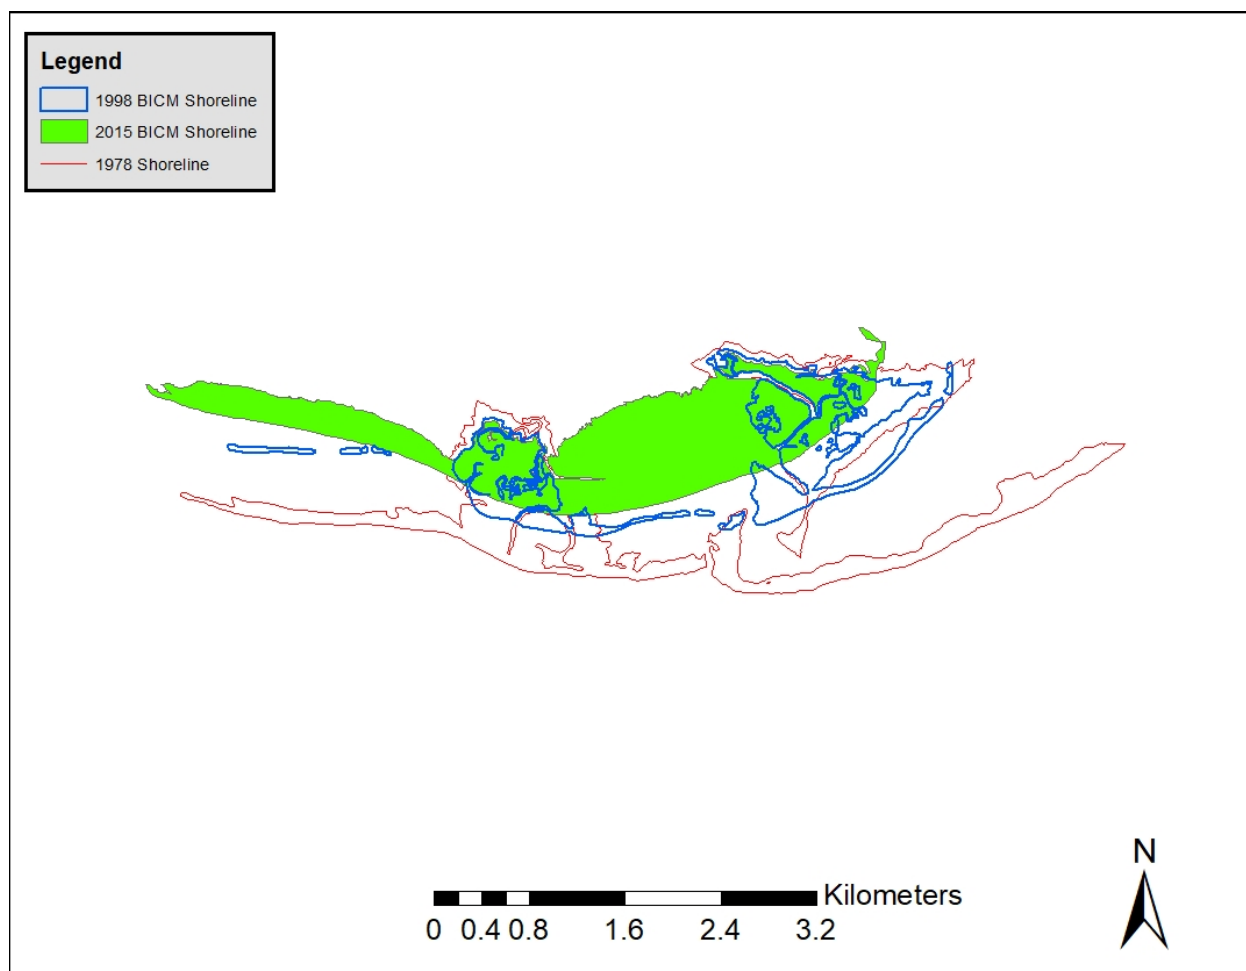 Legend
1998 BICM Shoreline
2015 BICM Shoreline
1978 Shoreline
N
Kilometers
0 0.4 0.8 1.6 2.4 3.2